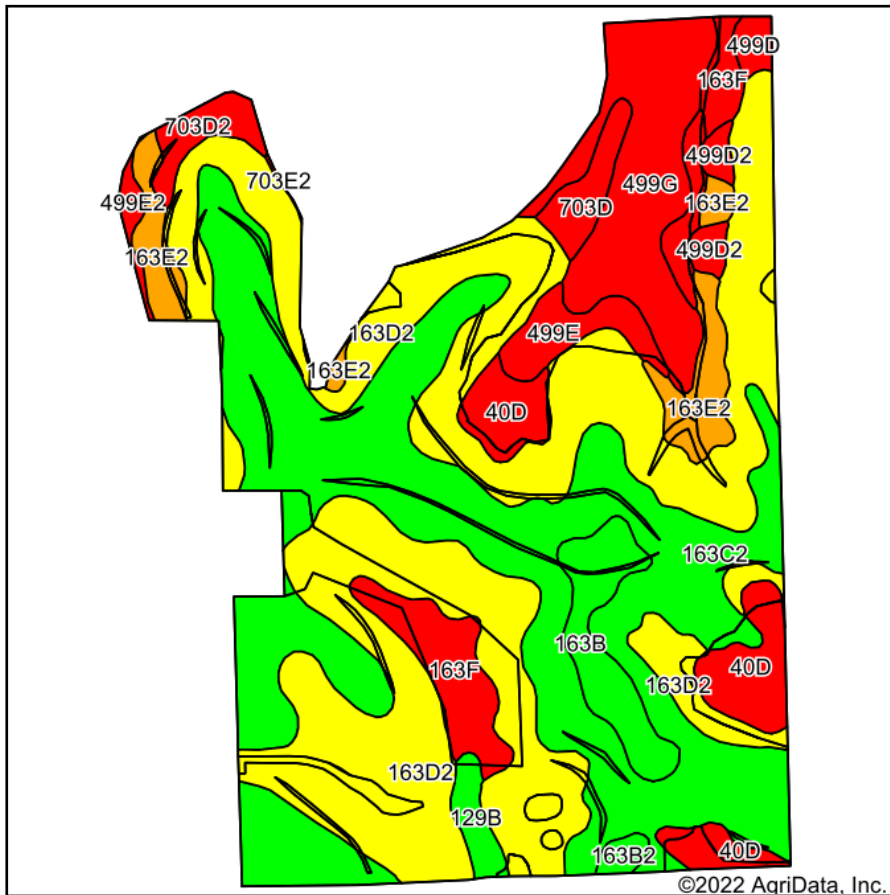 499D
163F
703D2
499D2
703E2
499G
499E2
163E2
703D
499D2
163E2
163D2
499E
163E2
163E2
40D
163C2
163B
163F
40D
163D2
163D2
129B
163B2
40D
©2022 AgriData, Inc.